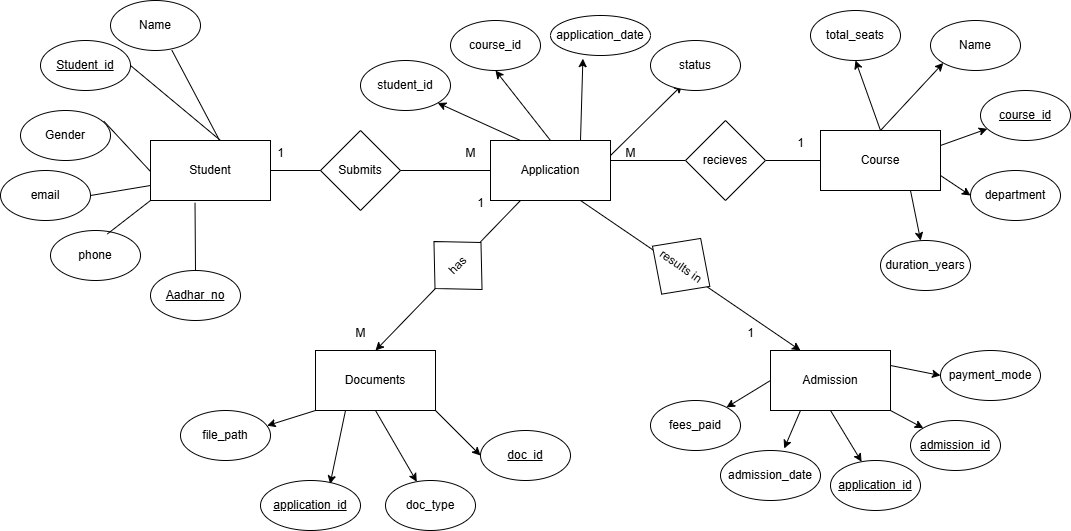 Name
Student_id
Gender
email
phone
Aadhar_no
Student
1
Submits
M
student_id
course_id
application_date
status
Application
M
recieves
1
total_seats
Name
course_id
department
duration_years
Course
1
has
M
results in
1
Documents
file_path
application_id
doc_type
doc_id
Admission
payment_mode
fees_paid
admission_date
application_id
admission_id